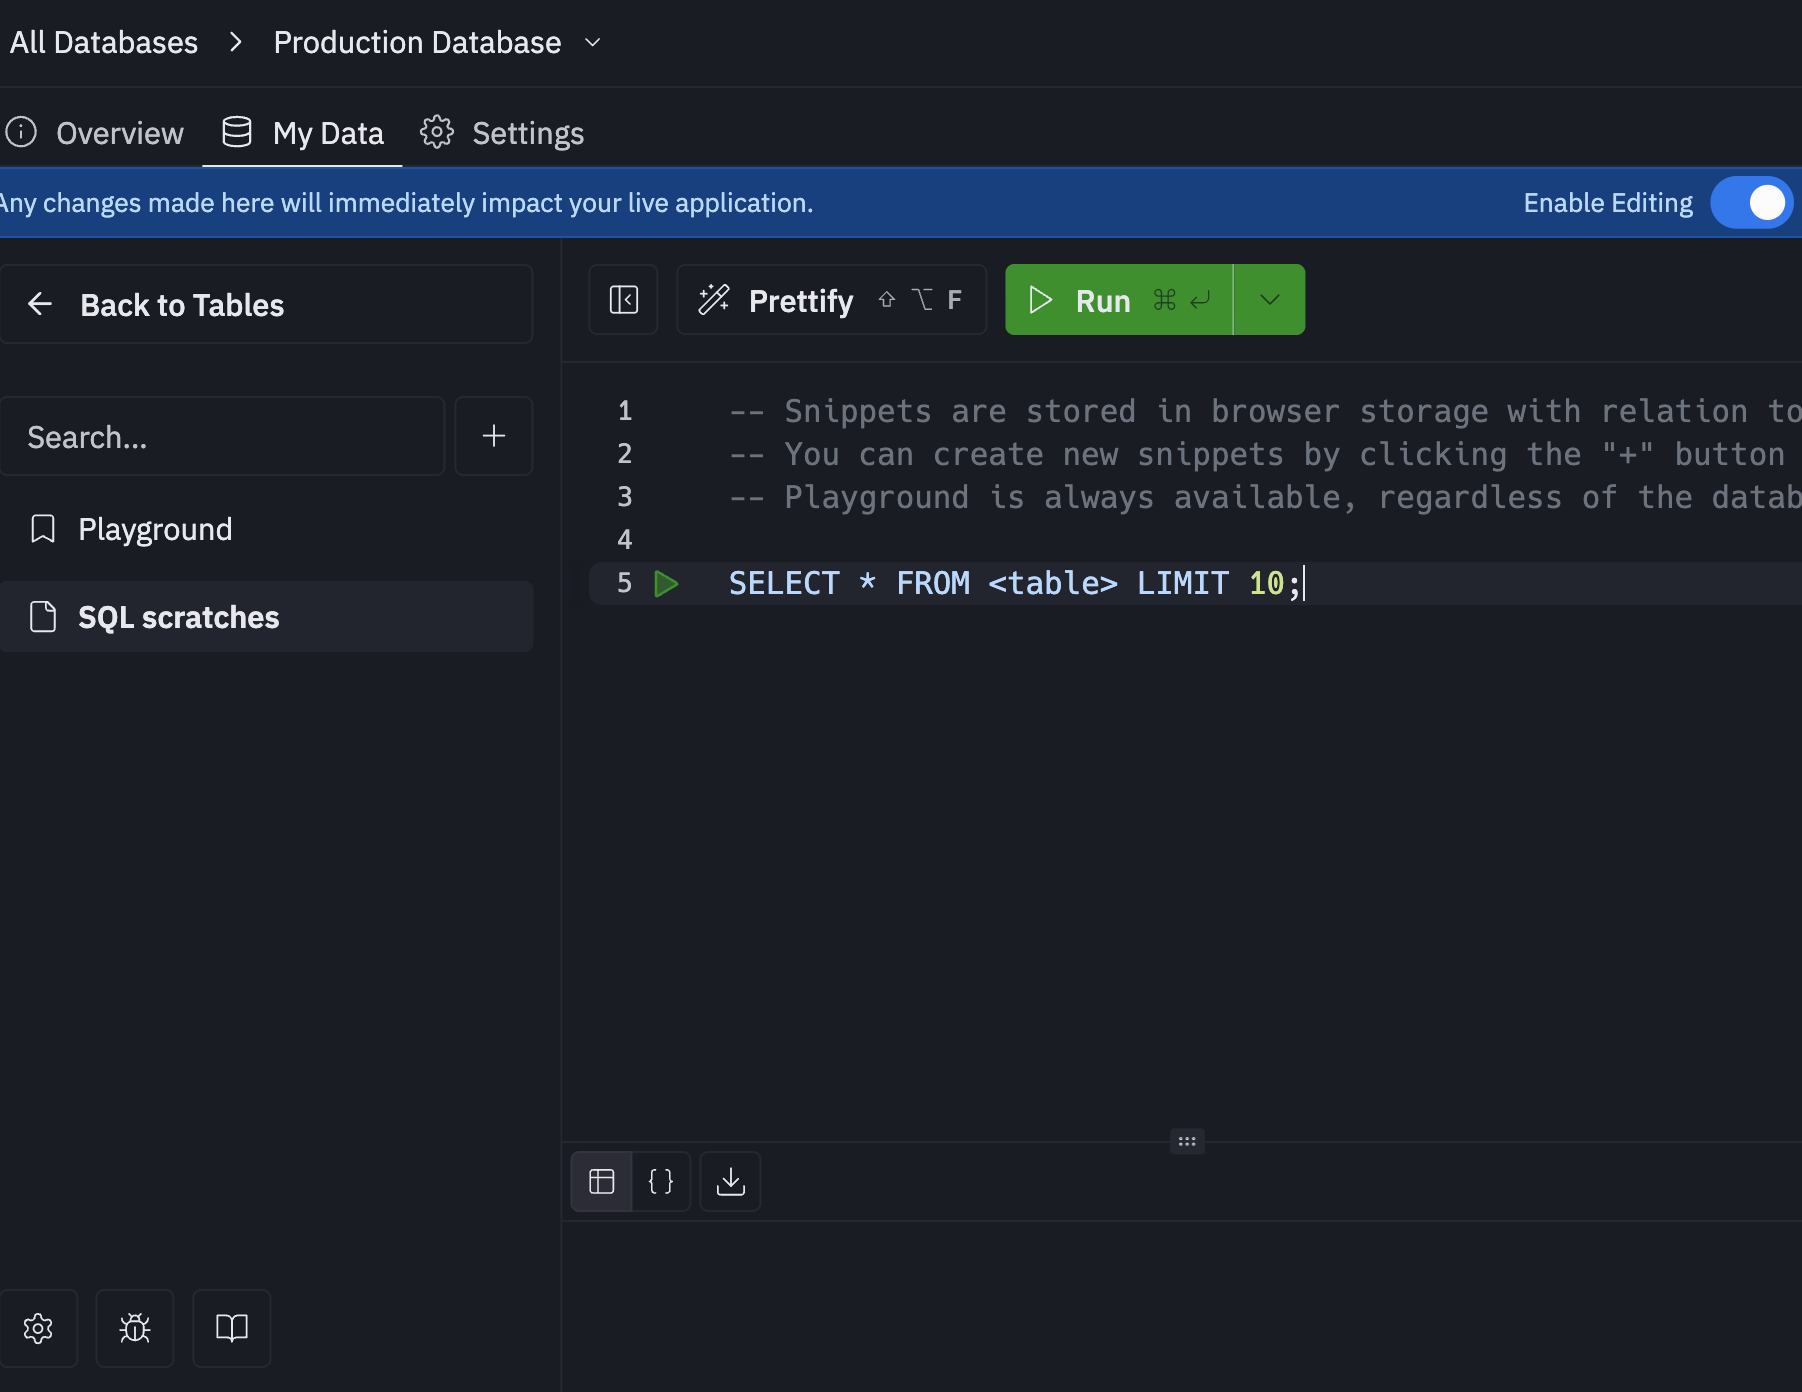 All Databases > Production Database
Overview My Data Settings
Any changes made here will immediately impact your live application. Enable Editing
Back to Tables
Prettify ⇧ ⌥ F
Run ⌘ ↵
Search...
+
Playground
SQL scratches
1 -- Snippets are stored in browser storage with relation to
2 -- You can create new snippets by clicking the "+" button
3 -- Playground is always available, regardless of the datab
4
5 SELECT * FROM <table> LIMIT 10;
{}